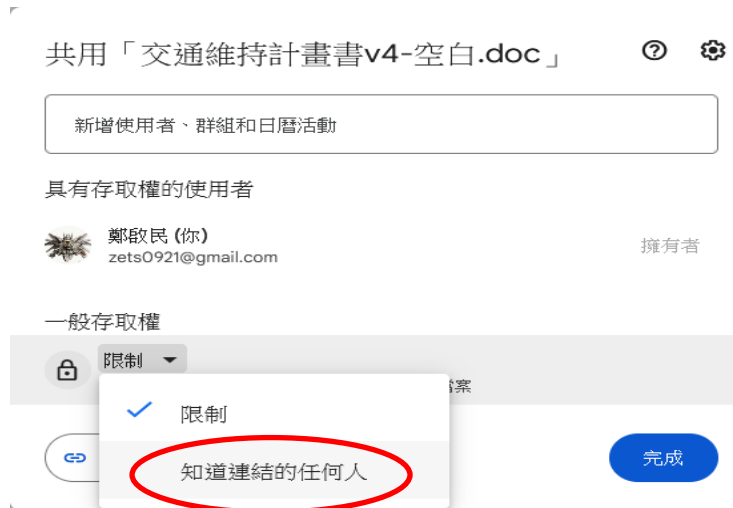 共用「交通維持計畫書v4-空白.doc」
新增使用者、群組和日曆活動
具有存取權的使用者
鄭啟民 (你)
zets0921@gmail.com
擁有者
一般存取權
限制
檔案
限制
知道連結的任何人
完成